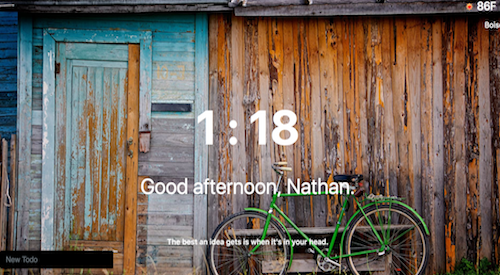 86F
Bois
1:18
Good afternoon, Nathan.
The best an idea gets is when it's in your head.
New Todo